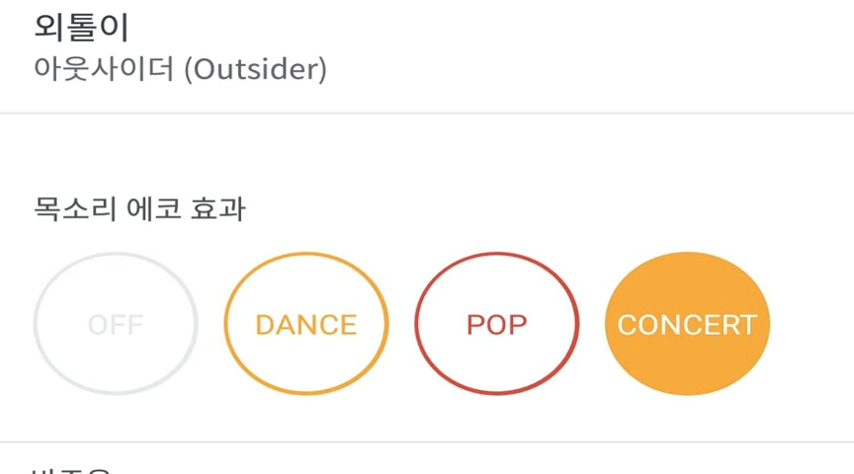 외톨이
아웃사이더 (Outsider)
목소리 에코 효과
OFF
DANCE
POP
CONCERT